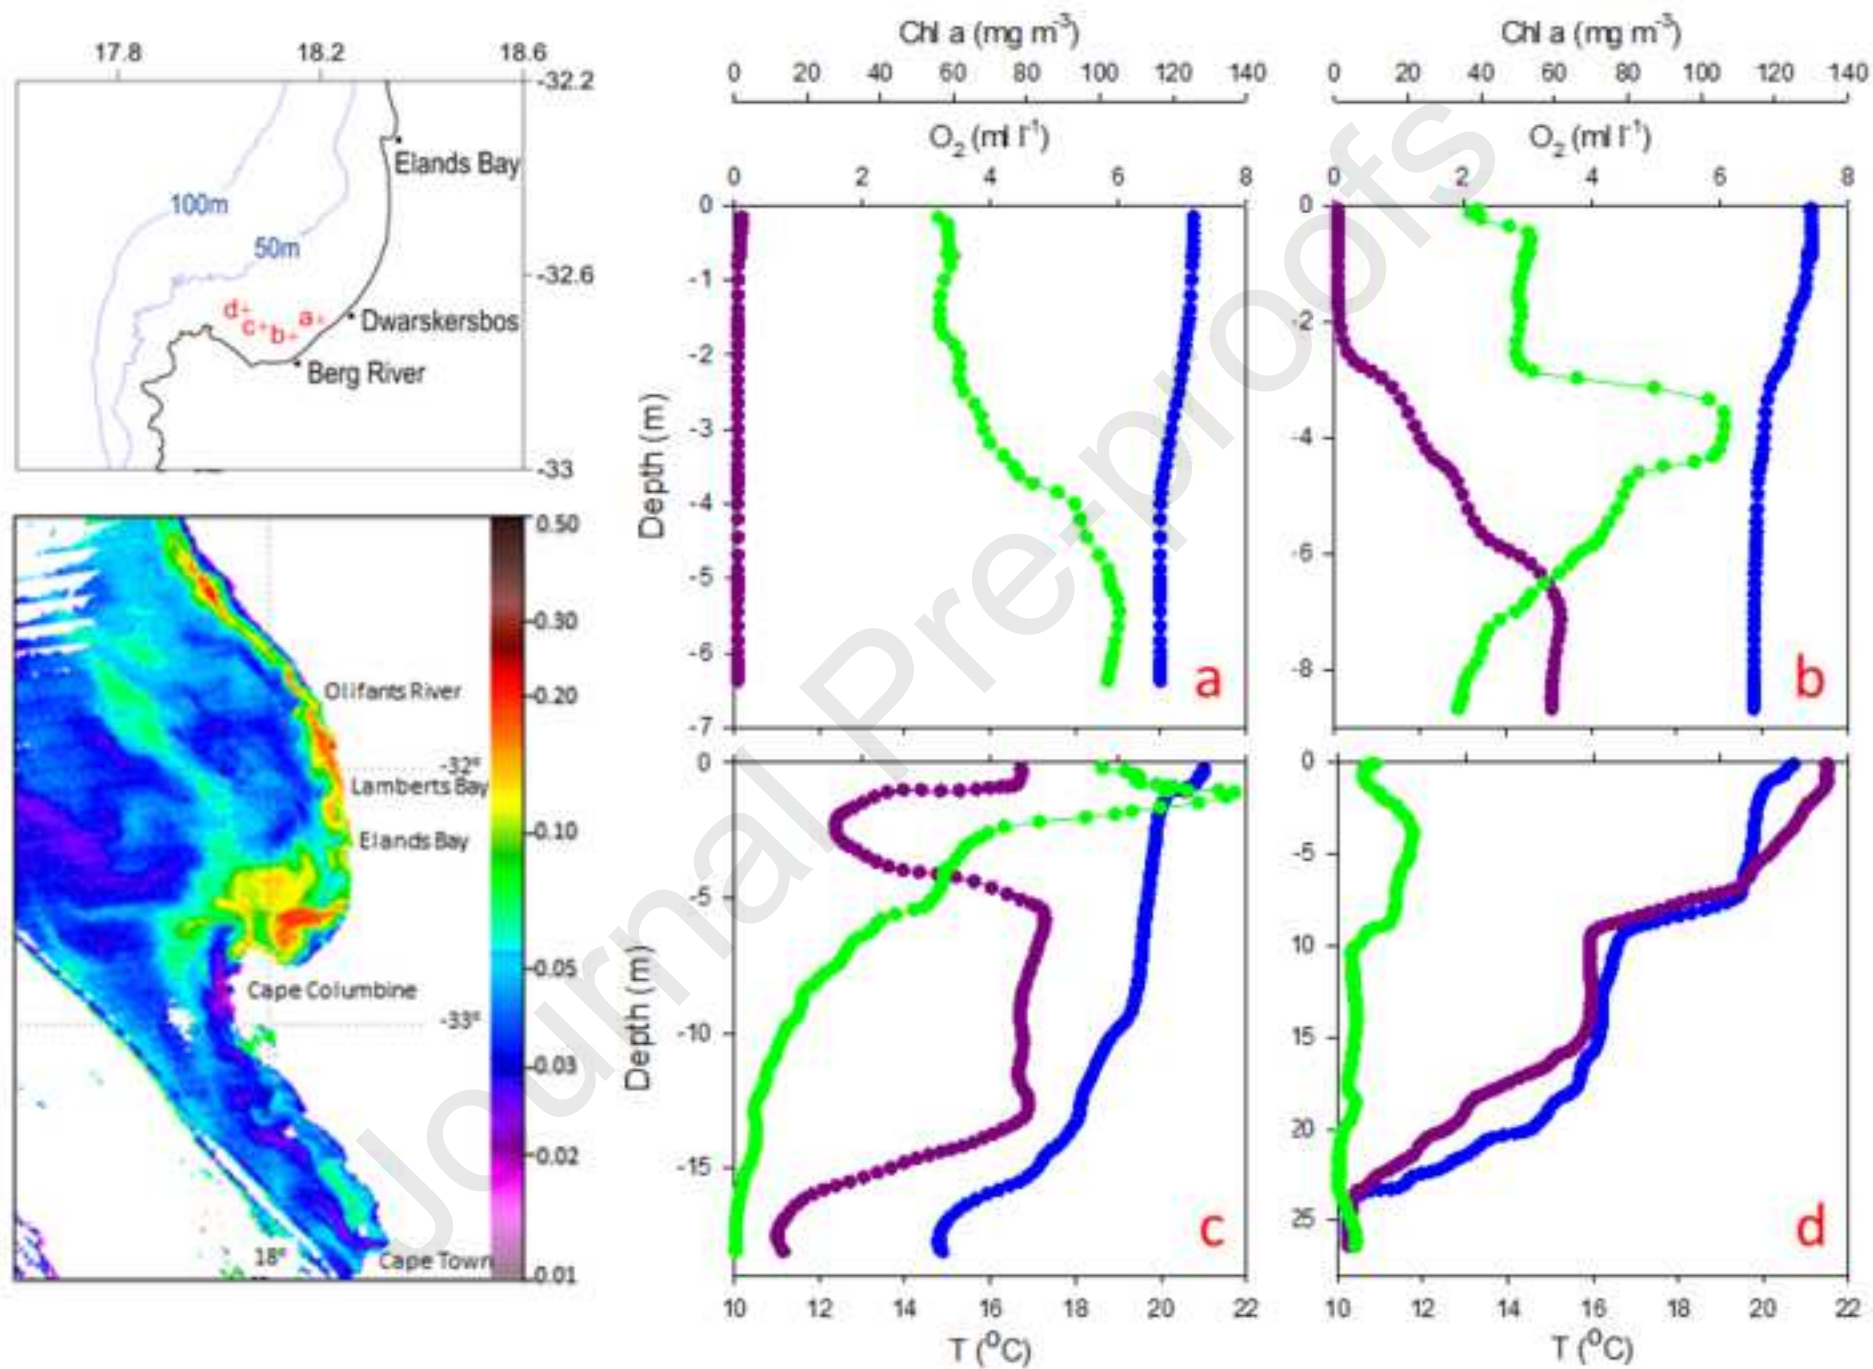 17.8 18.2 18.6
-32.2
Elands Bay
100m
50m
-32.6
d+
c+
b+
a+
Dwarskersbos
Berg River
-33
0.50
0.30
Olifants River
0.20
-32°
Lamberts Bay
Elands Bay
0.10
0.05
Cape Columbine
-33°
0.03
0.02
18°
Cape Town
0.01
Chl a (mg m-3)
0 20 40 60 80 100 120 140
O2 (ml l-1)
0 2 4 6 8
0
-1
-2
-3
-4
-5
-6
-7
Depth (m)
a
Chl a (mg m-3)
0 20 40 60 80 100 120 140
O2 (ml l-1)
0 2 4 6 8
0
-2
-4
-6
-8
b
0
-5
-10
-15
Depth (m)
c
10 12 14 16 18 20 22
T (oC)
0
-5
10
15
20
25
d
10 12 14 16 18 20 22
T (oC)
Journal Pre-proofs